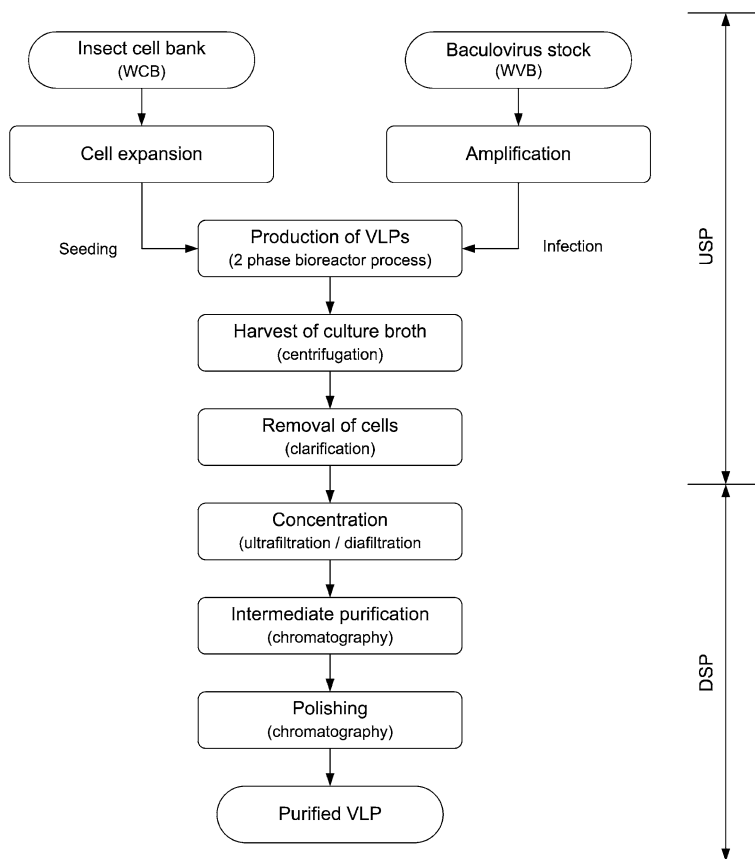 Insect cell bank
(WCB)
Baculovirus stock
(WVB)
Cell expansion
Amplification
Seeding
Production of VLPs
(2 phase bioreactor process)
Infection
USP
Harvest of culture broth
(centrifugation)
Removal of cells
(clarification)
Concentration
(ultrafiltration / diafiltration
Intermediate purification
(chromatography)
DSP
Polishing
(chromatography)
Purified VLP